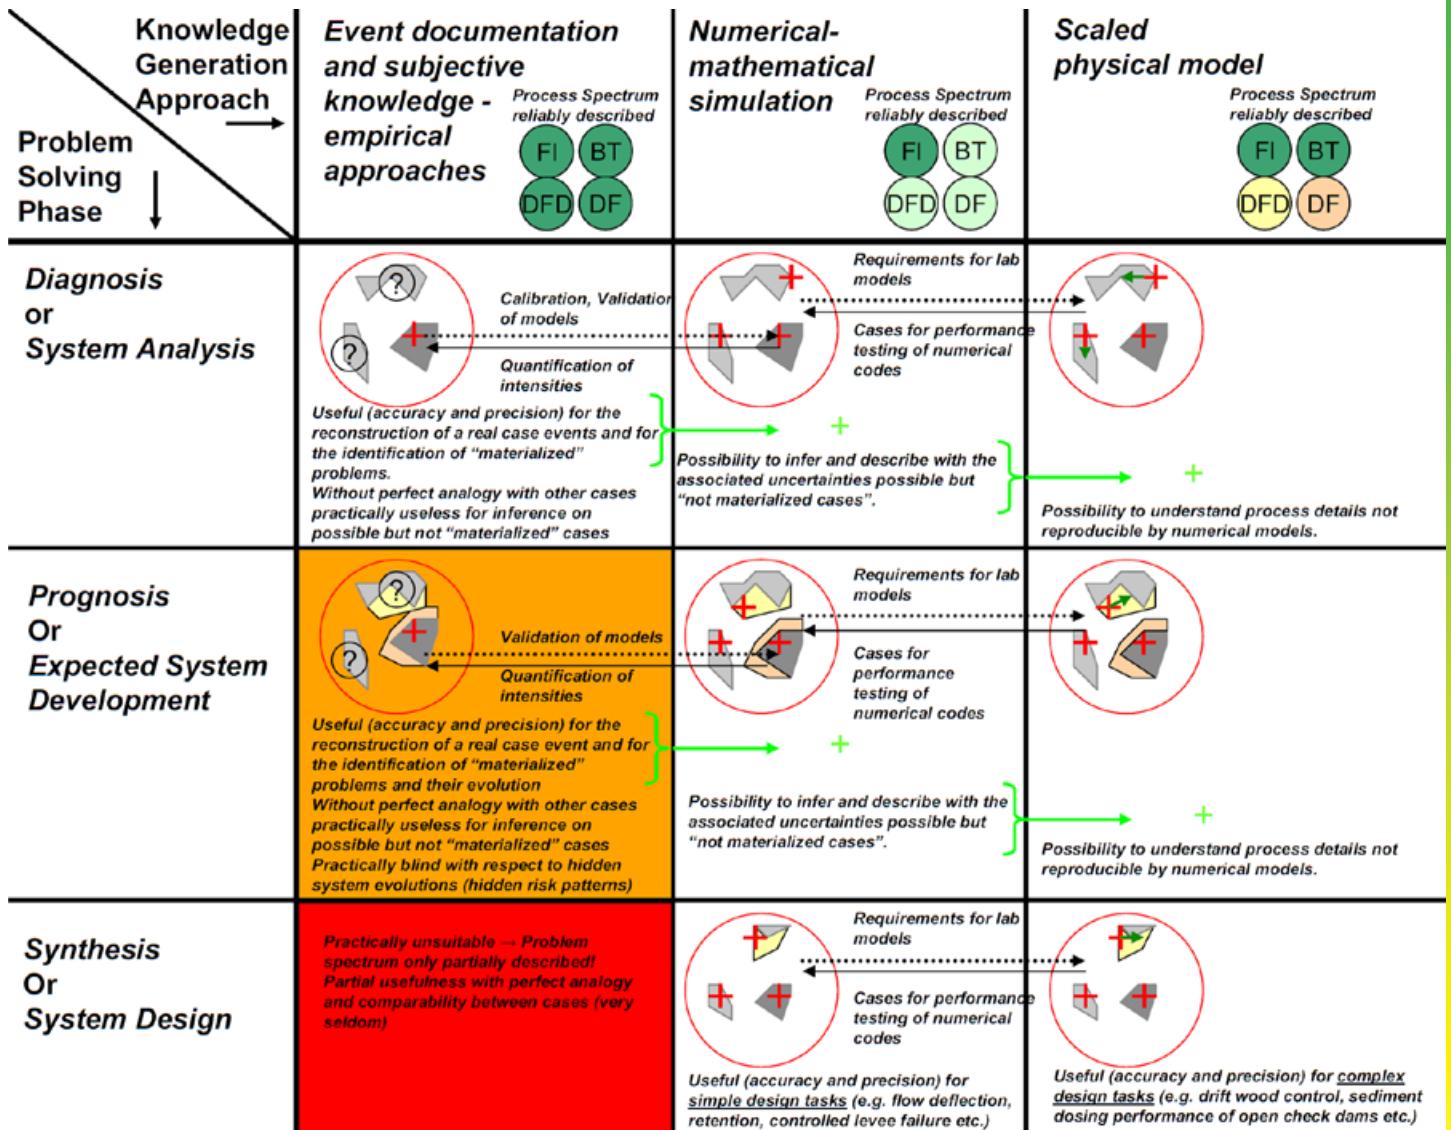 Knowledge
Generation
Approach
Problem
Solving
Phase
Event documentation
and subjective
knowledge -
empirical
approaches
Process Spectrum
reliably described
FI BT
DFD DF
Numerical-
mathematical
simulation
Process Spectrum
reliably described
FI BT
DFD DF
Scaled
physical model
Process Spectrum
reliably described
FI BT
DFD DF
Diagnosis
or
System Analysis
?
?
Calibration, Validation
of models
Quantification of
intensities
Useful (accuracy and precision) for the
reconstruction of a real case events and for
the identification of “materialized”
problems.
Without perfect analogy with other cases
practically useless for inference on
possible but not “materialized” cases
Requirements for lab
models
Cases for performance
testing of numerical
codes
+
Possibility to infer and describe with the
associated uncertainties possible but
“not materialized cases”.
+
Possibility to understand process details not
reproducible by numerical models.
Prognosis
Or
Expected System
Development
?
?
Validation of models
Quantification of
intensities
Useful (accuracy and precision) for the
reconstruction of a real case event and for
the identification of “materialized”
problems and their evolution
Without perfect analogy with other cases
practically useless for inference on
possible but not “materialized” cases
Practically blind with respect to hidden
system evolutions (hidden risk patterns)
Requirements for lab
models
Cases for
performance
testing of
numerical codes
+
Possibility to infer and describe with the
associated uncertainties possible but
“not materialized cases”.
+
Possibility to understand process details not
reproducible by numerical models.
Synthesis
Or
System Design
Practically unsuitable → Problem
spectrum only partially described!
Partial usefulness with perfect analogy
and comparability between cases (very
seldom)
Requirements for lab
models
Cases for performance
testing of numerical
codes
Useful (accuracy and precision) for
simple design tasks (e.g. flow deflection,
retention, controlled levee failure etc.)
Useful (accuracy and precision) for complex
design tasks (e.g. drift wood control, sediment
dosing performance of open check dams etc.)